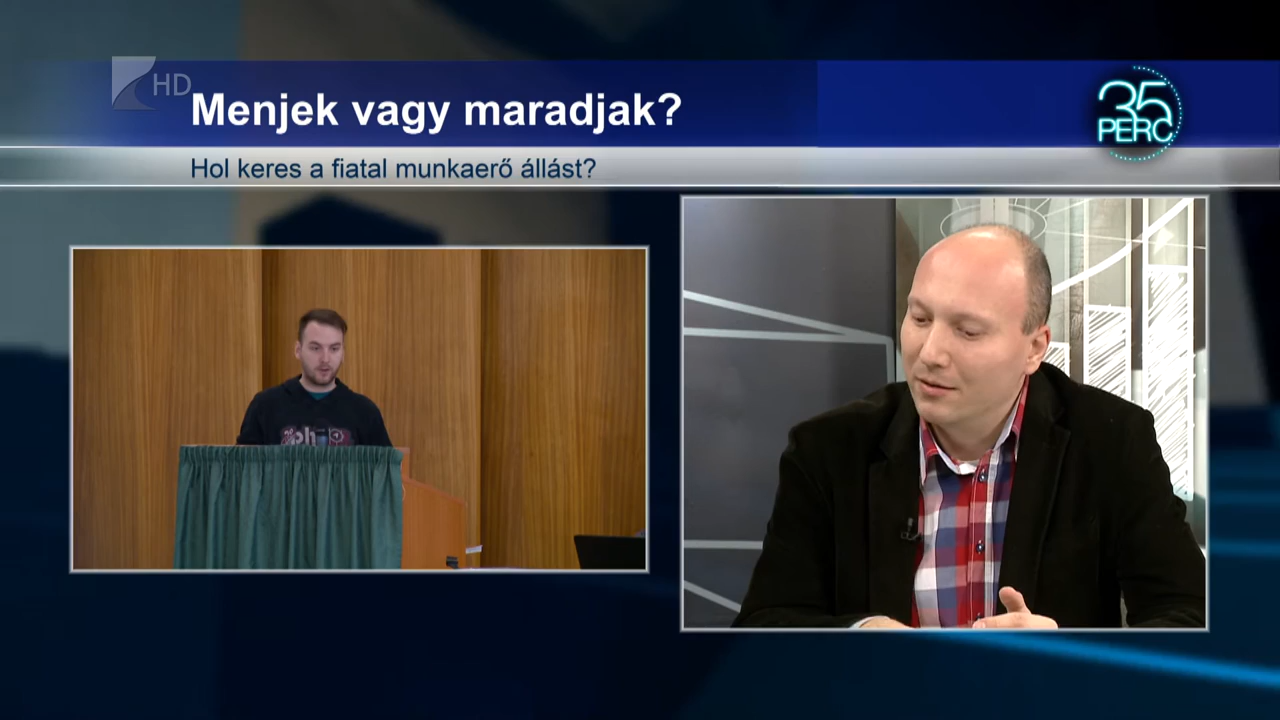 HD
Menjek vagy maradjak?
35
PERC
Hol keres a fiatal munkaerő állást?